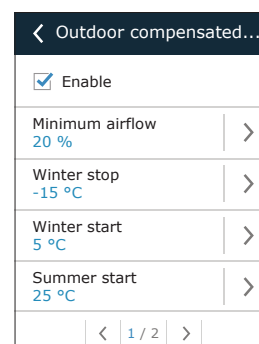 Outdoor compensated...
Enable
Minimum airflow
20 %
Winter stop
-15 °C
Winter start
5 °C
Summer start
25 °C
1 / 2